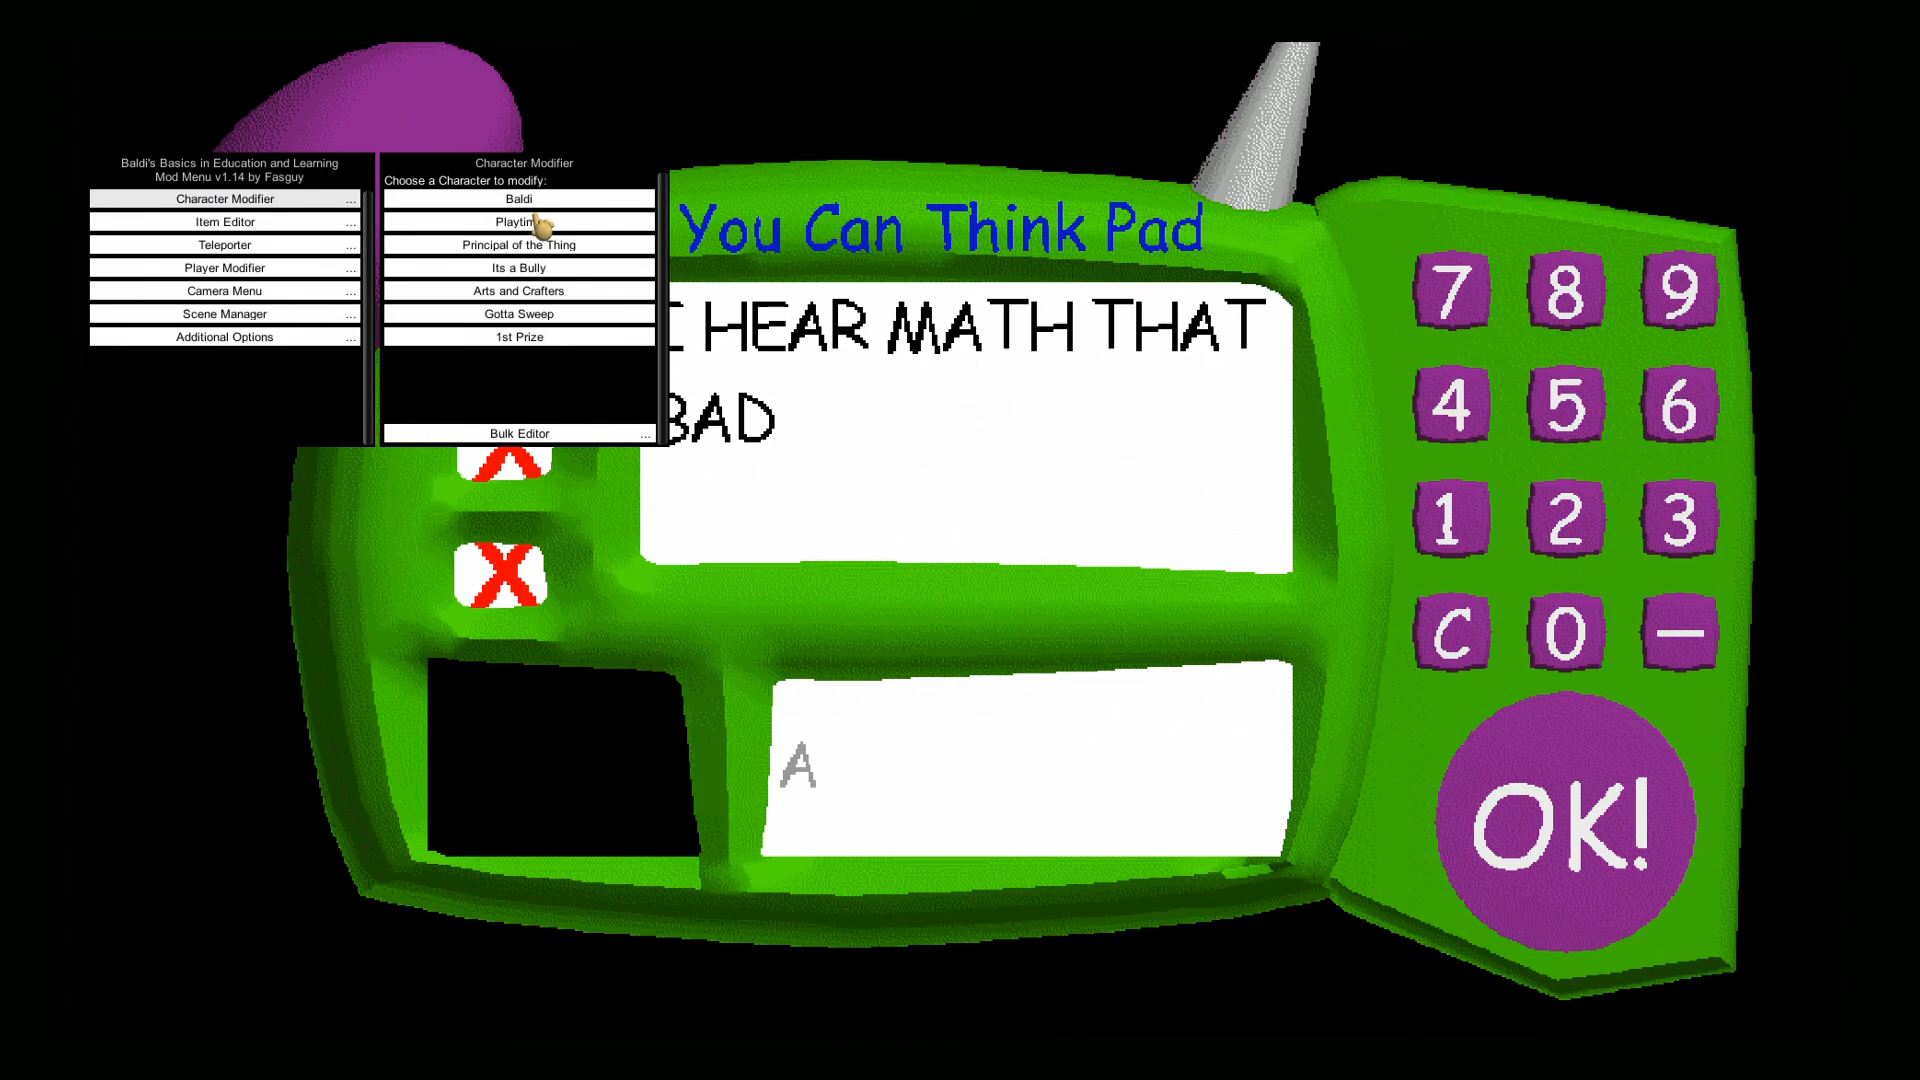 Baldi's Basics in Education and Learning
Mod Menu v1.14 by Fasguy
Character Modifier ...
Item Editor ...
Teleporter ...
Player Modifier ...
Camera Menu ...
Scene Manager ...
Additional Options ...
Character Modifier
Choose a Character to modify:
Baldi
Principal of the Thing
Its a Bully
Arts and Crafters
Gotta Sweep
1st Prize
Bulk Editor ...
You Can Think Pad
I HEAR MATH THAT
BAD
X
X
A
7 8 9
4 5 6
1 2 3
C 0 —
OK!